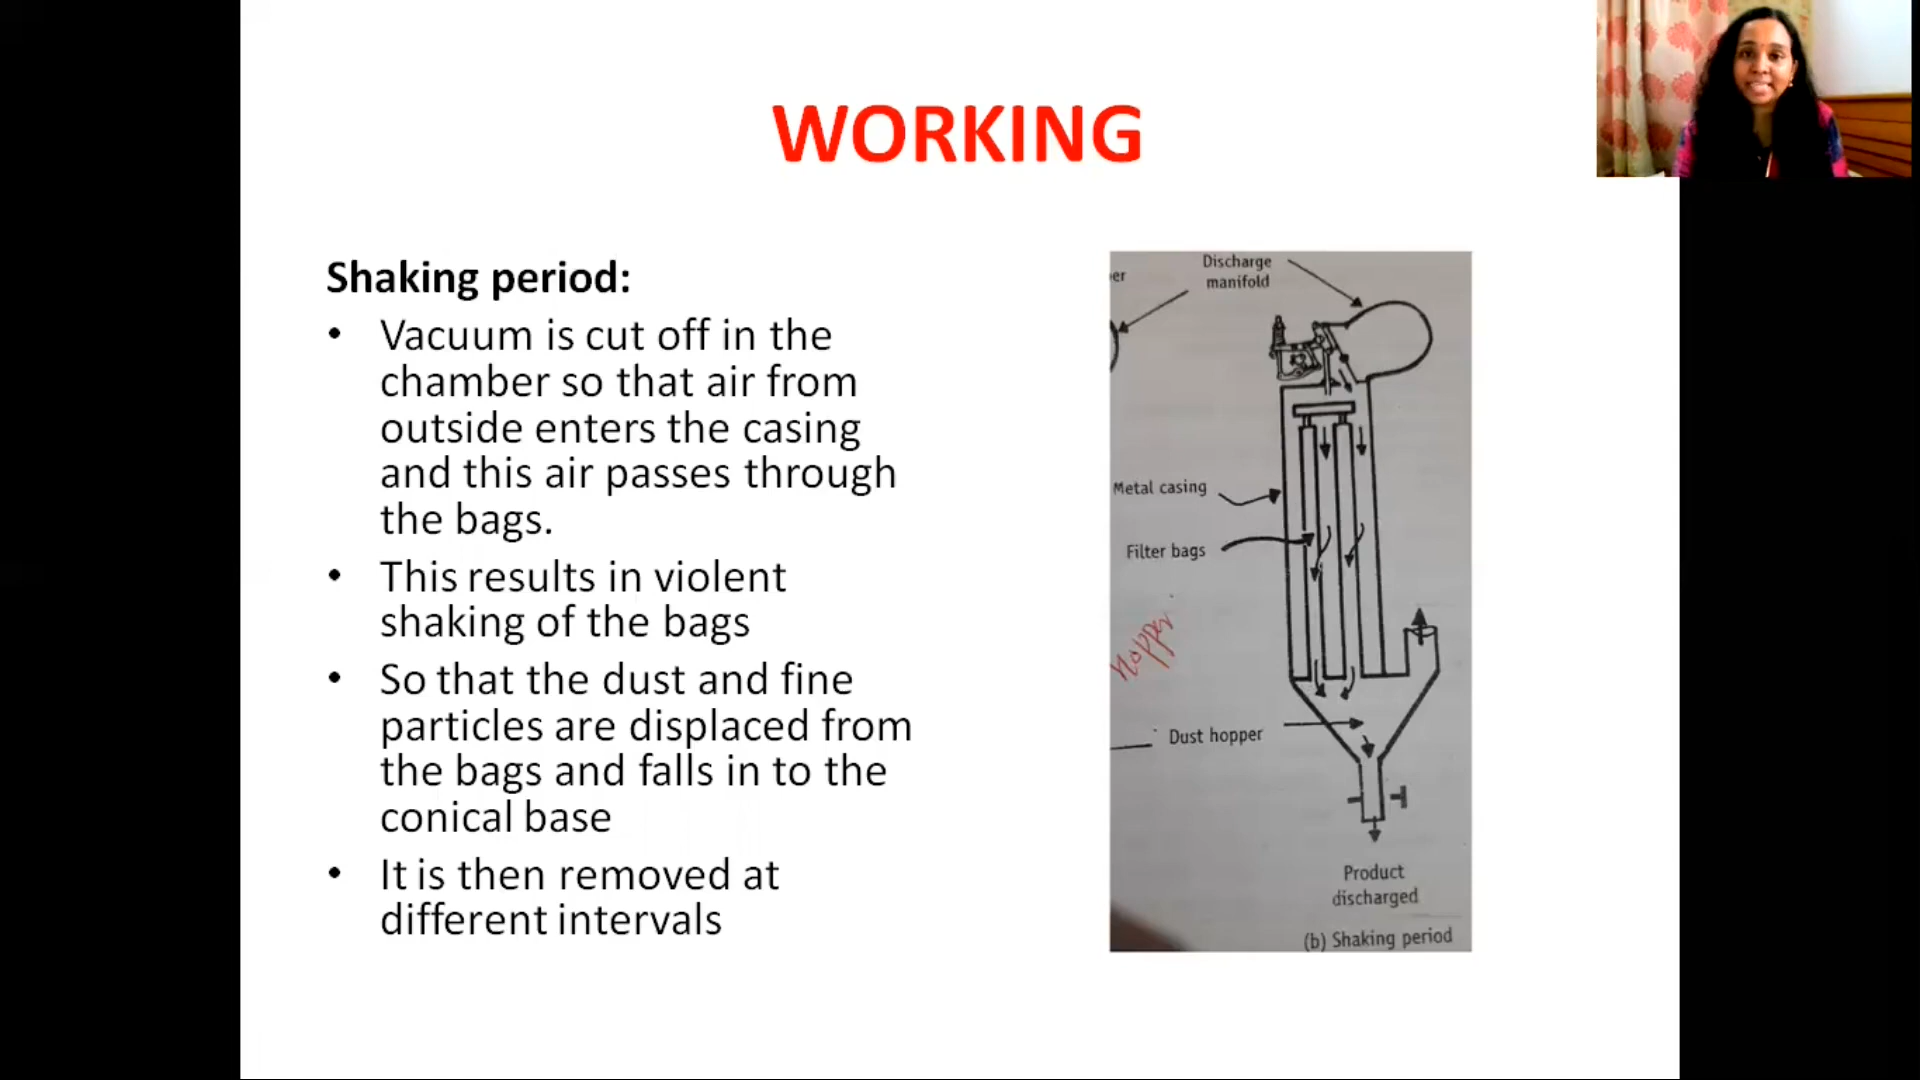 WORKING
Shaking period:
• Vacuum is cut off in the
chamber so that air from
outside enters the casing
and this air passes through
the bags.
• This results in violent
shaking of the bags
• So that the dust and fine
particles are displaced from
the bags and falls in to the
conical base
• It is then removed at
different intervals
er
Discharge
manifold
Metal casing
Filter bags
Hopper
Dust hopper
Product
discharged
(b) Shaking period